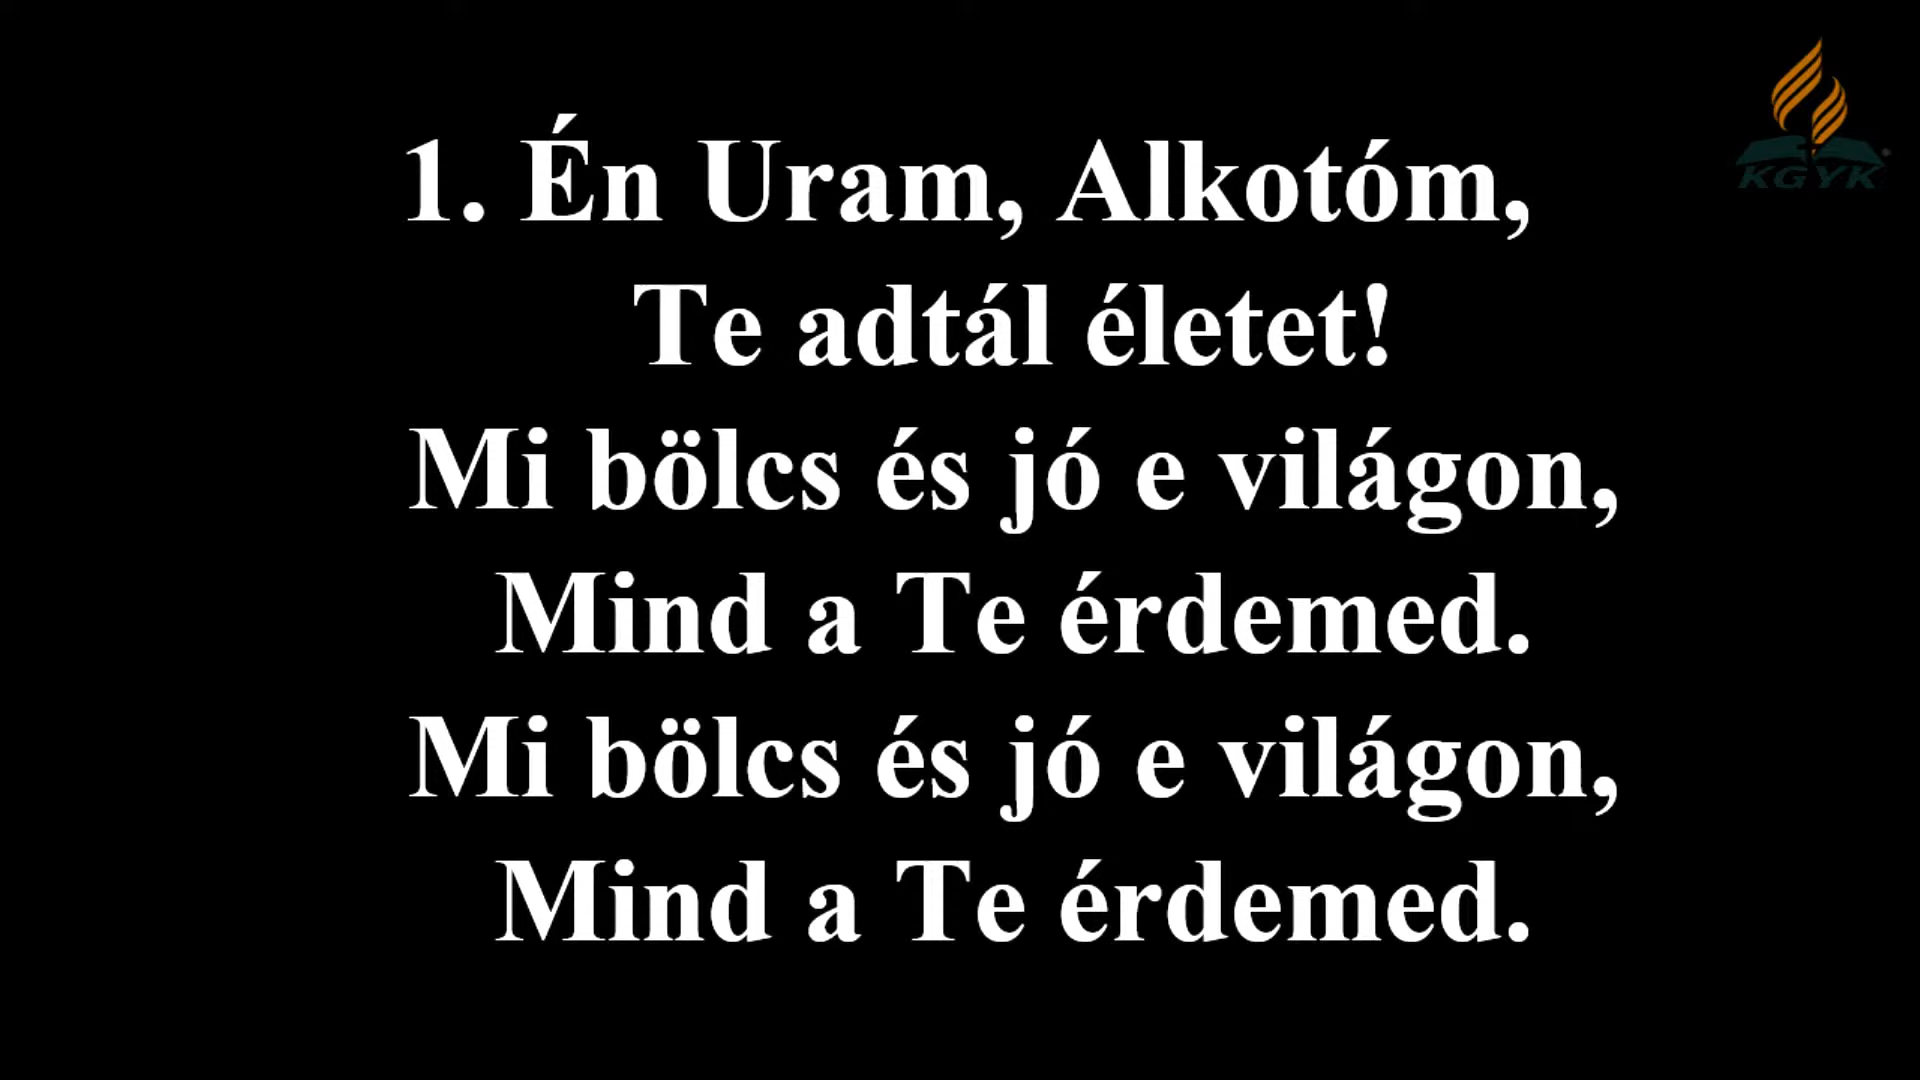 KGYK
1. Én Uram, Alkotóm,
Te adtál életet!
Mi bölcs és jó e világon,
Mind a Te érdemed.
Mi bölcs és jó e világon,
Mind a Te érdemed.